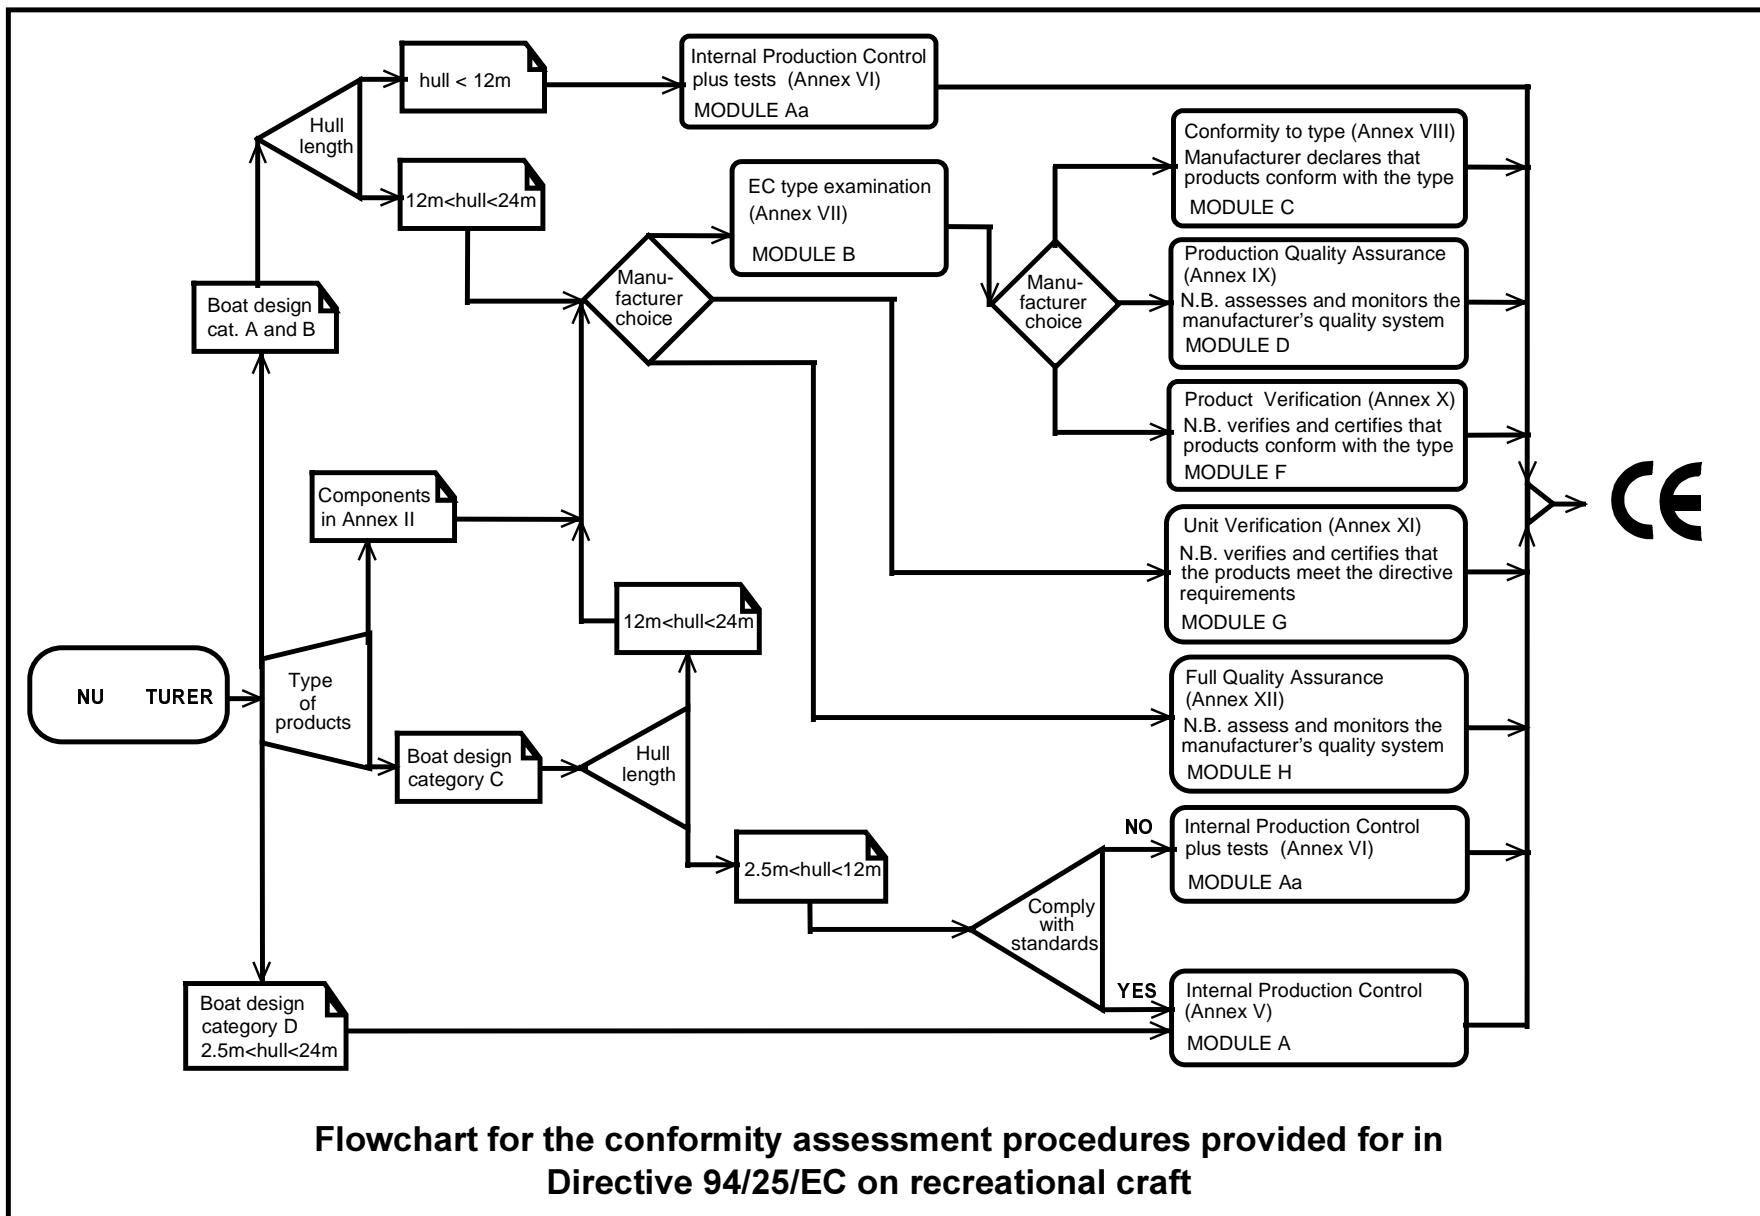 hull < 12m
Internal Production Control
plus tests (Annex VI)
MODULE Aa
Hull
length
12m<hull<24m
Boat design
cat. A and B
EC type examination
(Annex VII)
MODULE B
Manu-
facturer
choice
Manu-
facturer
choice
Conformity to type (Annex VIII)
Manufacturer declares that
products conform with the type
MODULE C
Production Quality Assurance
(Annex IX)
N.B. assesses and monitors the
manufacturer's quality system
MODULE D
Product Verification (Annex X)
N.B. verifies and certifies that
products conform with the type
MODULE F
Components
in Annex II
Unit Verification (Annex XI)
N.B. verifies and certifies that
the products meet the directive
requirements
MODULE G
CE
12m<hull<24m
NU TURER
Type
of
products
Boat design
category C
Hull
length
Full Quality Assurance
(Annex XII)
N.B. assess and monitors the
manufacturer's quality system
MODULE H
2.5m<hull<12m
Comply
with
standards
NO
Internal Production Control
plus tests (Annex VI)
MODULE Aa
YES
Internal Production Control
(Annex V)
MODULE A
Boat design
category D
2.5m<hull<24m
Flowchart for the conformity assessment procedures provided for in
Directive 94/25/EC on recreational craft